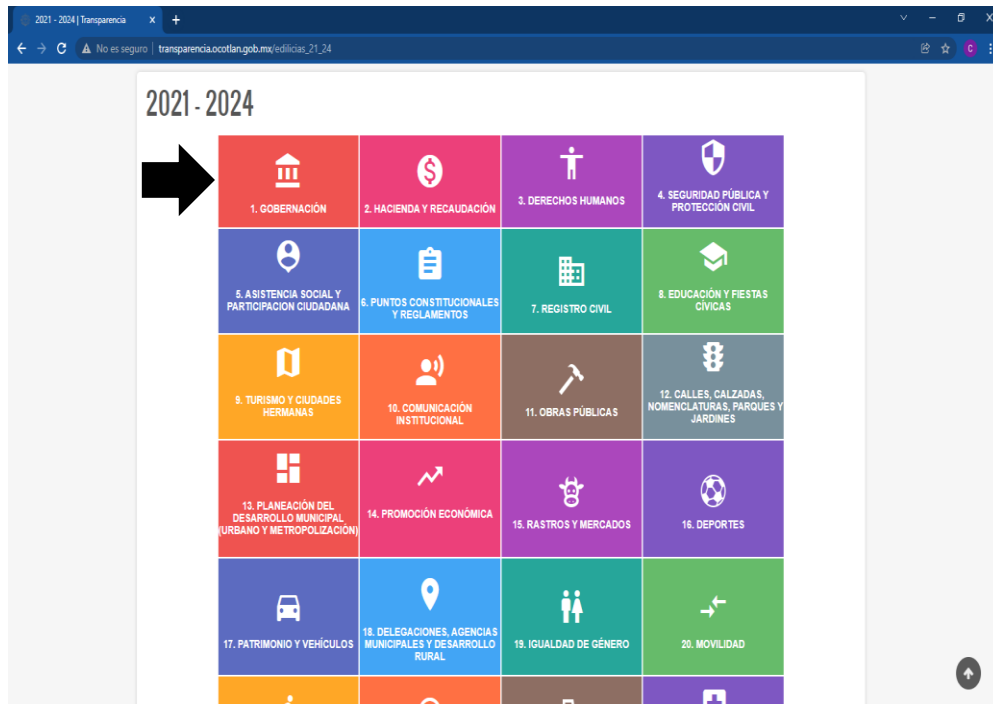 2021 - 2024 | Transparencia
No es seguro | transparencia.ocotlan.gob.mx/edilicias_21_24
C
2021 - 2024
1. GOBERNACIÓN
2. HACIENDA Y RECAUDACIÓN
3. DERECHOS HUMANOS
4. SEGURIDAD PÚBLICA Y
PROTECCIÓN CIVIL
5. ASISTENCIA SOCIAL Y
PARTICIPACION CIUDADANA
6. PUNTOS CONSTITUCIONALES
Y REGLAMENTOS
7. REGISTRO CIVIL
8. EDUCACIÓN Y FIESTAS
CÍVICAS
9. TURISMO Y CIUDADES
HERMANAS
10. COMUNICACIÓN
INSTITUCIONAL
11. OBRAS PÚBLICAS
12. CALLES, CALZADAS,
NOMENCLATURAS, PARQUES Y
JARDINES
13. PLANEACIÓN DEL
DESARROLLO MUNICIPAL
(URBANO Y METROPOLIZACIÓN)
14. PROMOCIÓN ECONÓMICA
15. RASTROS Y MERCADOS
16. DEPORTES
17. PATRIMONIO Y VEHÍCULOS
18. DELEGACIONES, AGENCIAS
MUNICIPALES Y DESARROLLO
RURAL
19. IGUALDAD DE GÉNERO
20. MOVILIDAD